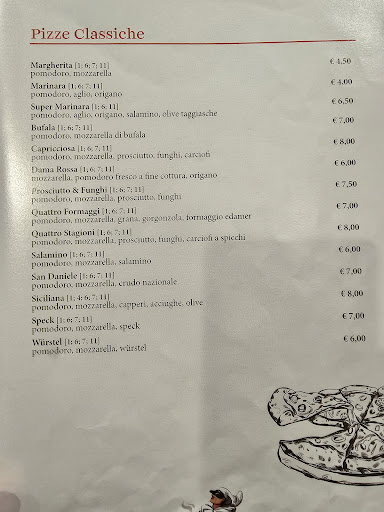 Pizze Classiche
Margherita [1; 6; 7; 11] € 4,50
pomodoro, mozzarella
Marinara [1; 6; 7; 11] € 4,00
pomodoro, aglio, origano
Super Marinara [1; 6; 7; 11] € 6,50
pomodoro, aglio, origano, salamino, olive taggiasche
Bufala [1; 6; 7; 11] € 7,00
pomodoro, mozzarella di bufala
Capricciosa [1; 6; 7; 11] € 8,00
pomodoro, mozzarella, prosciutto, funghi, carciofi
Dama Rossa [1; 6; 7; 11] € 6,00
mozzarella, pomodoro fresco a fine cottura, origano
Prosciutto & Funghi [1; 6; 7; 11] € 7,50
pomodoro, mozzarella, prosciutto, funghi
Quattro Formaggi [1; 6; 7; 11] € 7,00
pomodoro, mozzarella, grana, gorgonzola, formaggio edamer
Quattro Stagioni [1; 6; 7; 11] € 8,00
pomodoro, mozzarella, prosciutto, funghi, carciofi a spicchi
Salamino [1; 6; 7; 11] € 6,00
pomodoro, mozzarella, salamino
San Daniele [1; 6; 7; 11] € 7,00
pomodoro, mozzarella, crudo nazionale
Siciliana [1; 4; 6; 7; 11] € 8,00
pomodoro, mozzarella, capperi, acciughe, olive
Speck [1; 6; 7; 11] € 7,00
pomodoro, mozzarella, speck
Würstel [1; 6; 7; 11] € 6,00
pomodoro, mozzarella, würstel